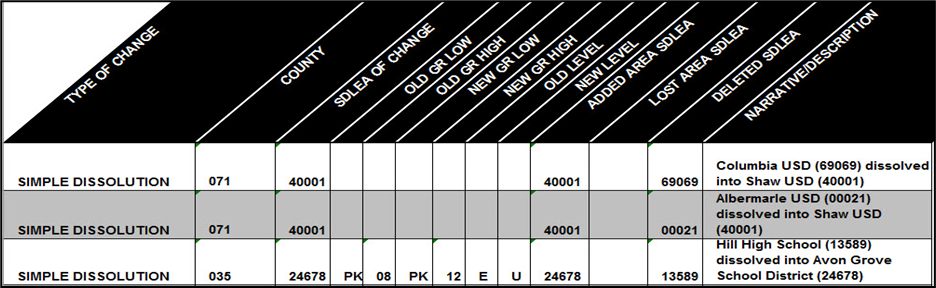 TYPE OF CHANGE
COUNTY
SDLEA OF CHANGE
OLD GR LOW
OLD GR HIGH
NEW GR LOW
NEW GR HIGH
OLD LEVEL
NEW LEVEL
ADDED AREA SDLEA
LOST AREA SDLEA
DELETED SDLEA
NARRATIVE/DESCRIPTION
SIMPLE DISSOLUTION 071 40001 40001 69069 Columbia USD (69069) dissolved
into Shaw USD (40001)
SIMPLE DISSOLUTION 071 40001 40001 00021 Albermarle USD (00021)
dissolved into Shaw USD
(40001)
SIMPLE DISSOLUTION 035 24678 PK 08 PK 12 E U 24678 13589 Hill High School (13589)
dissolved into Avon Grove
School District (24678)